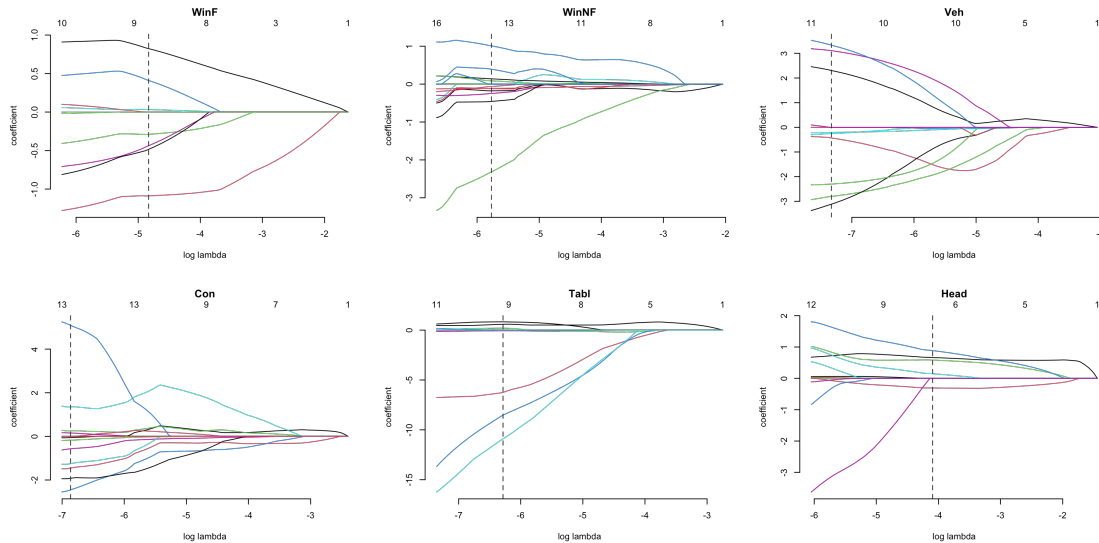 WinF
10 9 8 3 1
coefficient
1.0
0.5
0.0
-0.5
-1.0
-6 -5 -4 -3 -2
log lambda
WinNF
16 13 11 8 1
coefficient
1
0
-1
-2
-3
-6 -5 -4 -3 -2
log lambda
Veh
11 10 10 5 1
coefficient
3
2
1
0
-1
-2
-3
-7 -6 -5 -4 -3
log lambda
Con
13 13 9 7 1
coefficient
4
2
0
-2
-7 -6 -5 -4 -3
log lambda
Tabl
11 9 8 5 1
coefficient
0
-5
-10
-15
-7 -6 -5 -4 -3
log lambda
Head
12 9 6 5 1
coefficient
2
1
0
-1
-2
-3
-6 -5 -4 -3 -2
log lambda